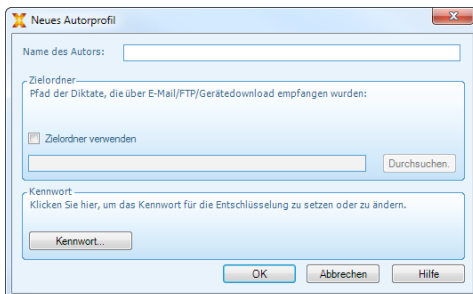 Neues Autorprofil
Name des Autors:
Zielordner
Pfad der Diktate, die über E-Mail/FTP/Gerätedownload empfangen wurden:
Zielordner verwenden
Durchsuchen.
Kennwort
Klicken Sie hier, um das Kennwort für die Entschlüsselung zu setzen oder zu ändern.
Kennwort...
OK Abbrechen Hilfe